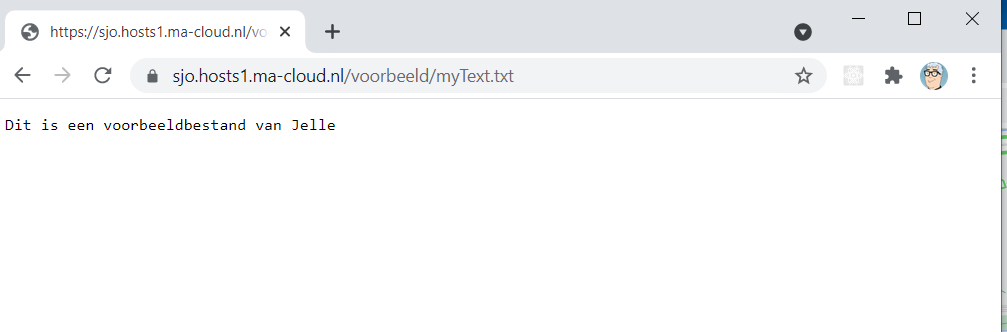 https://sjo.hosts1.ma-cloud.nl/vo
sjo.hosts1.ma-cloud.nl/voorbeeld/myText.txt
Dit is een voorbeeldbestand van Jelle